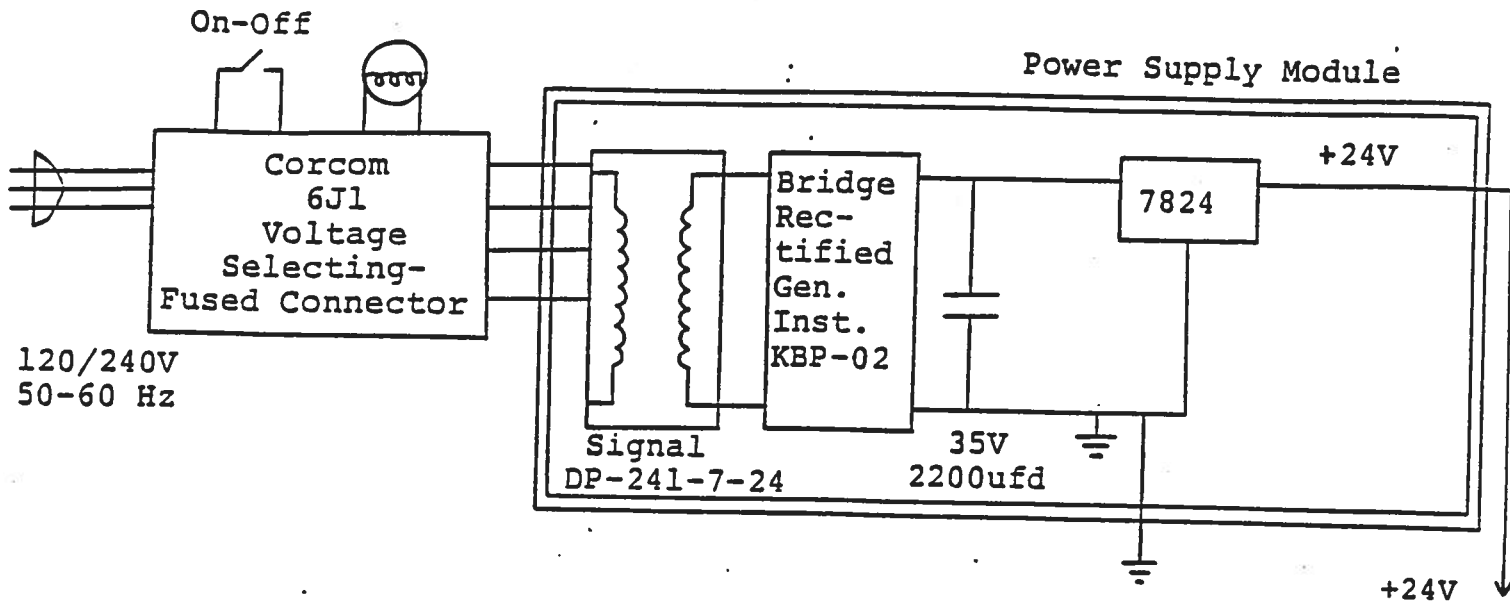 On-Off
Power Supply Module
Corcom
6J1
Voltage
Selecting-
Fused Connector
120/240V
50-60 Hz
Signal
DP-241-7-24
Bridge
Rec-
tified
Gen.
Inst.
KBP-02
35V
2200ufd
7824
+24V
+24V